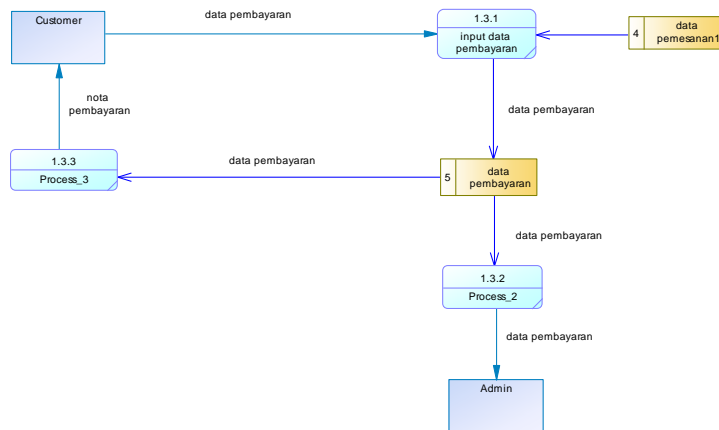 Customer
data pembayaran
1.3.1
input data
pembayaran
4
data
pemesanan1
nota
pembayaran
data pembayaran
1.3.3
Process_3
data pembayaran
5
data
pembayaran
data pembayaran
1.3.2
Process_2
data pembayaran
Admin